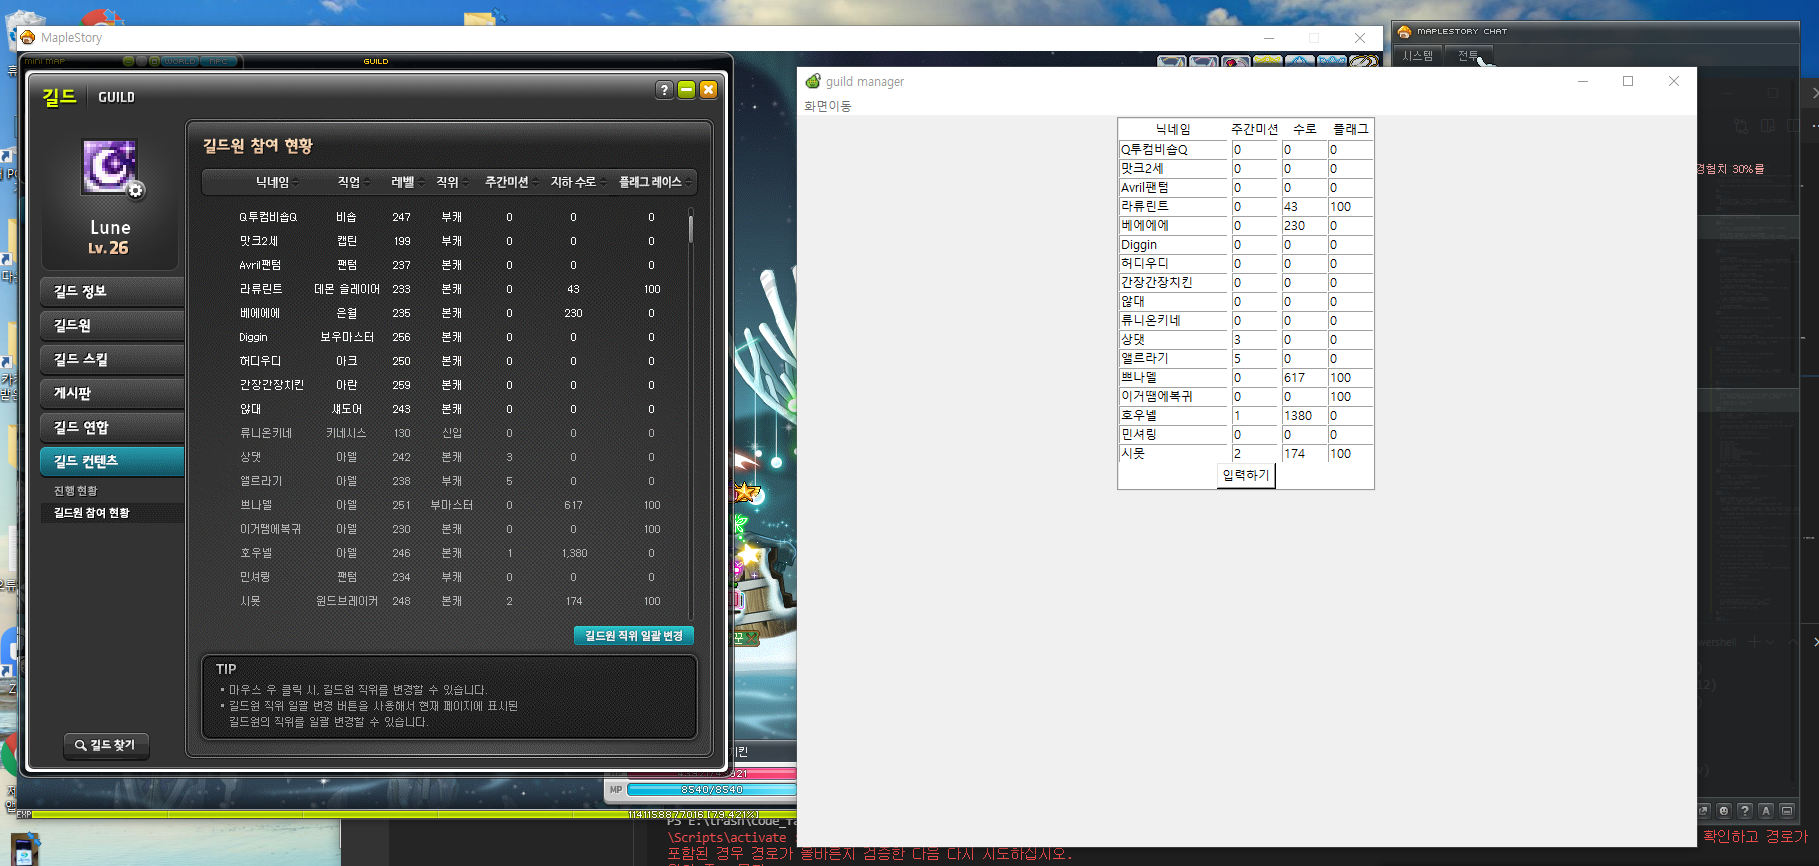 MapleStory
MINI MAP
WORLD
NPC
GUILD
길드
GUILD
?
Lune
Lv. 26
길드 정보
길드원
길드 스킬
게시판
길드 연합
길드 컨텐츠
진행 현황
길드원 참여 현황
길드 찾기
길드원 참여 현황
닉네임 직업 레벨 직위 주간미션 지하 수로 플래그 레이스
Q투컴비숍Q 비숍 247 부캐 0 0 0
맛크2세 캡틴 199 부캐 0 0 0
Avril팬텀 팬텀 237 본캐 0 0 0
라류린트 데몬 슬레이어 233 본캐 0 43 100
베에에에 은월 235 본캐 0 230 0
Diggin 보우마스터 256 본캐 0 0 0
허디우디 아크 250 본캐 0 0 0
간장간장치킨 아란 259 본캐 0 0 0
않대 섀도어 243 본캐 0 0 0
류니온키네 키네시스 130 신입 0 0 0
상댓 아델 242 본캐 3 0 0
앨르라기 아델 238 부캐 5 0 0
쁘나델 아델 251 부마스터 0 617 100
이거땜에복귀 아델 230 본캐 0 0 100
호우넬 아델 246 본캐 1 1,380 0
민셔링 팬텀 234 부캐 0 0 0
시못 윈드브레이커 248 본캐 2 174 100
길드원 직위 일괄 변경
TIP
• 마우스 우 클릭 시, 길드원 직위를 변경할 수 있습니다.
• 길드원 직위 일괄 변경 버튼을 사용해서 현재 페이지에 표시된
길드원의 직위를 일괄 변경할 수 있습니다.
MP
8540/8540
EXP
1141158877016 [79.421%]
guild manager
화면이동
닉네임 주간미션 수로 플래그
Q투컴비숍Q 0 0 0
맛크2세 0 0 0
Avril팬텀 0 0 0
라류린트 0 43 100
베에에에 0 230 0
Diggin 0 0 0
허디우디 0 0 0
간장간장치킨 0 0 0
않대 0 0 0
류니온키네 0 0 0
상댓 3 0 0
앨르라기 5 0 0
쁘나델 0 617 100
이거땜에복귀 0 0 100
호우넬 1 1380 0
민셔링 0 0 0
시못 2 174 100
입력하기
MAPLESTORY CHAT
시스템
전투
경험치 30%를
\Scripts\activate
확인하고 경로가
포함된 경우 경로가 올바른지 검증한 다음 다시 시도하십시오.